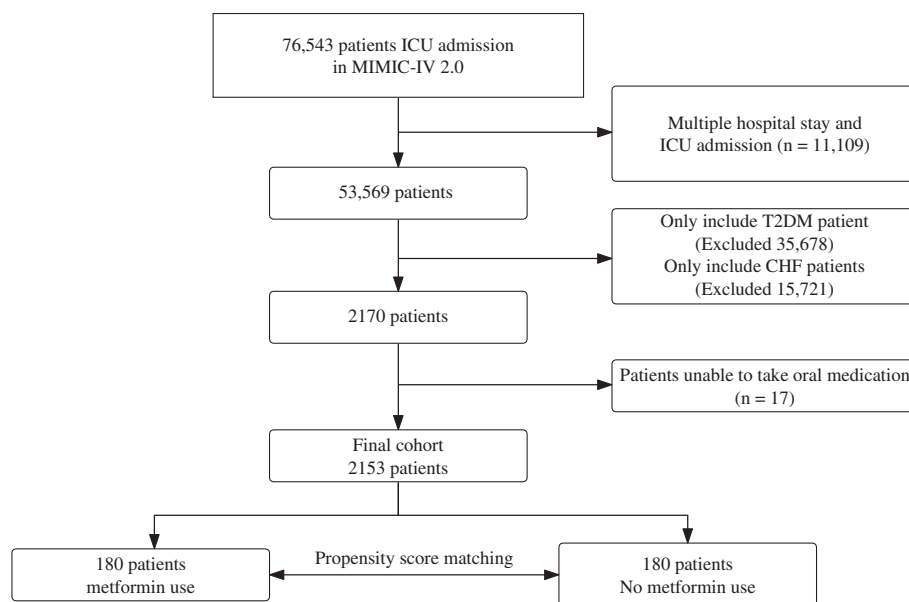 76,543 patients ICU admission
in MIMIC-IV 2.0
Multiple hospital stay and
ICU admission (n = 11,109)
53,569 patients
Only include T2DM patient
(Excluded 35,678)
Only include CHF patients
(Excluded 15,721)
2170 patients
Patients unable to take oral medication
(n = 17)
Final cohort
2153 patients
180 patients
metformin use
Propensity score matching
180 patients
No metformin use